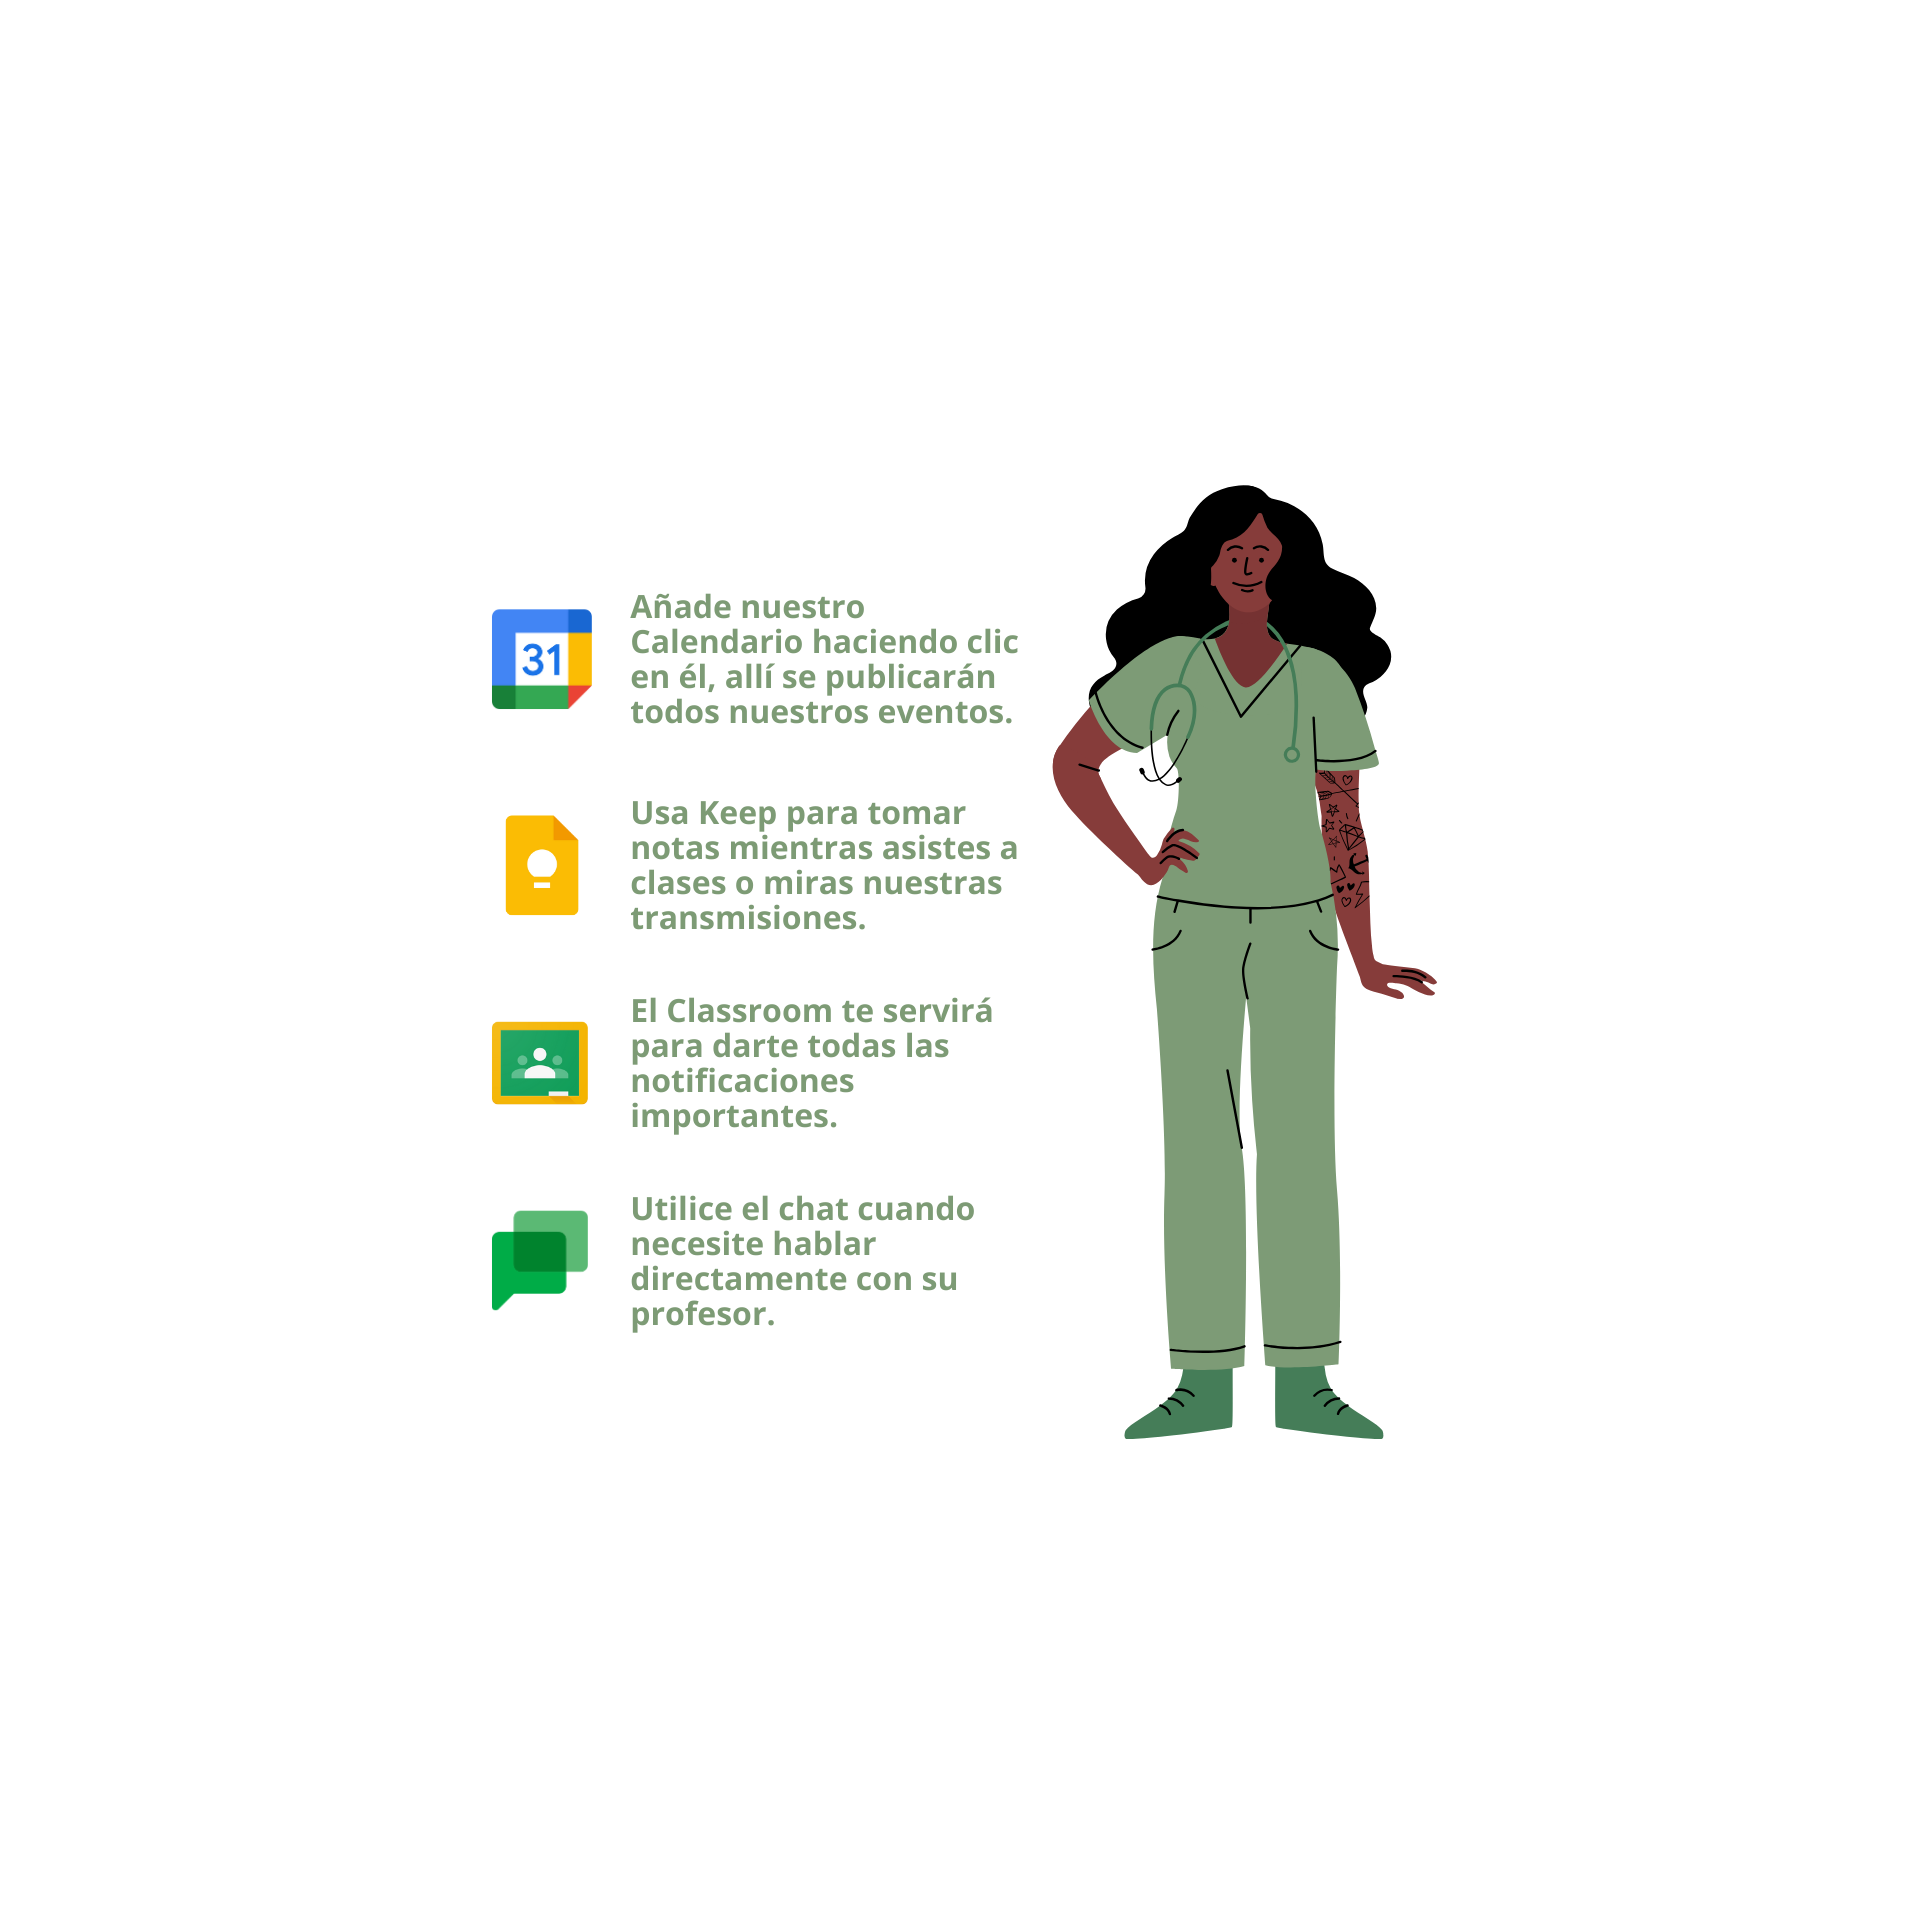 31
Añade nuestro
Calendario haciendo clic
en él, allí se publicarán
todos nuestros eventos.
Usa Keep para tomar
notas mientras asistes a
clases o miras nuestras
transmisiones.
El Classroom te servirá
para darte todas las
notificaciones
importantes.
Utilice el chat cuando
necesite hablar
directamente con su
profesor.